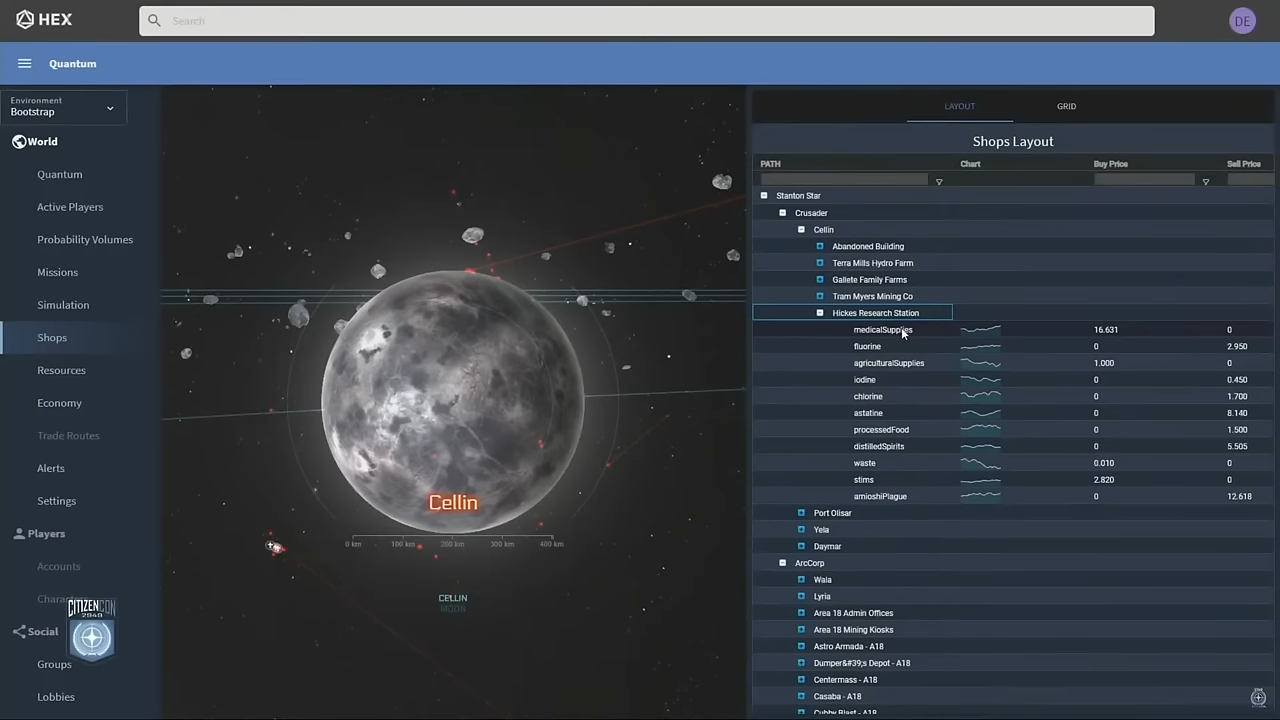 HEX
Search
DE
Quantum
Environment
Bootstrap
World
Quantum
Active Players
Probability Volumes
Missions
Simulation
Shops
Resources
Economy
Trade Routes
Alerts
Settings
Players
Accounts
CITIZENCON
2949
Social
Groups
Lobbies
Cellin
0 km 100 km 200 km 300 km 400 km
CELLIN
MOON
LAYOUT GRID
Shops Layout
PATH Chart Buy Price Sell Price
Stanton Star
Crusader
Cellin
Abandoned Building
Terra Mills Hydro Farm
Gallete Family Farms
Tram Myers Mining Co
Hickes Research Station
medicalSupplies 16.631 0
fluorine 0 2.950
agriculturalSupplies 1.000 0
iodine 0 0.450
chlorine 0 1.700
astatine 0 8.140
processedFood 0 1.500
distilledSpirits 0 5.505
waste 0.010 0
stims 2.820 0
amioshiPlague 0 12.618
Port Olisar
Yela
Daymar
ArcCorp
Wala
Lyria
Area 18 Admin Offices
Area 18 Mining Kiosks
Astro Armada - A18
Dumper&#39;s Depot - A18
Centermass - A18
Casaba - A18
Cubby Blast - A18